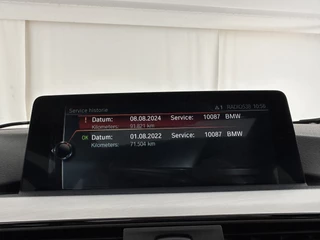 Service historie
Datum: 08.08.2024 Service: 10087 BMW
Kilometers: 91.821 km
OK Datum: 01.08.2022 Service: 10087 BMW
Kilometers: 71.504 km